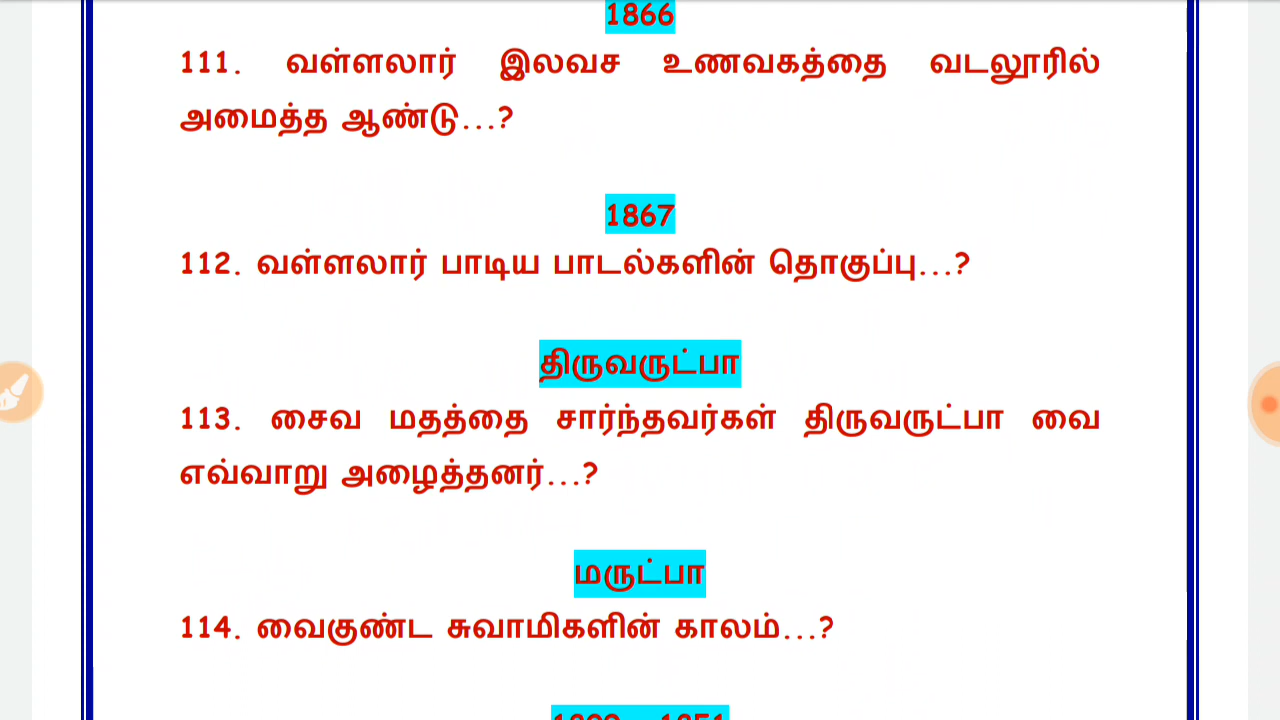 1866
111. வள்ளலார் இலவச உணவகத்தை வடலூரில்
அமைத்த ஆண்டு...?
1867
112. வள்ளலார் பாடிய பாடல்களின் தொகுப்பு...?
திருவருட்பா
113. சைவ மதத்தை சார்ந்தவர்கள் திருவருட்பா வை
எவ்வாறு அழைத்தனர்...?
மருட்பா
114. வைகுண்ட சுவாமிகளின் காலம்...?